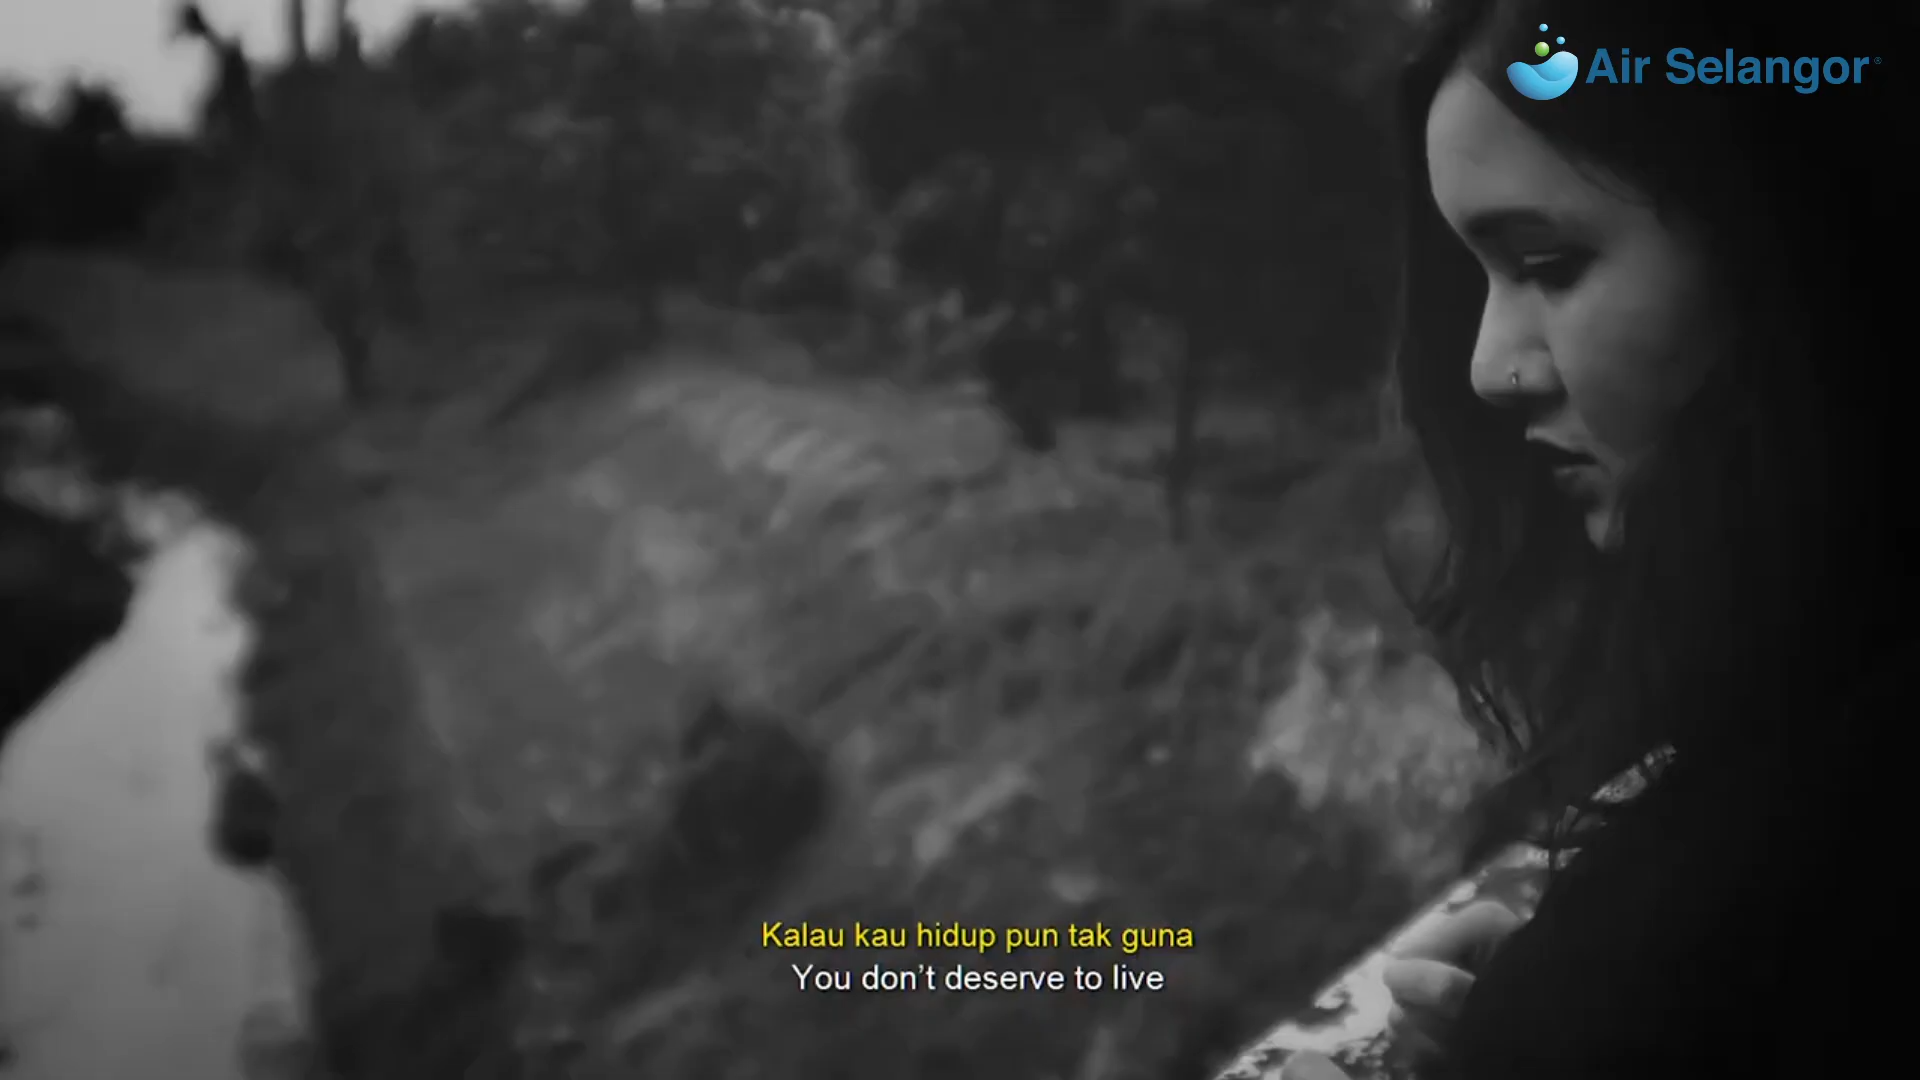 Air Selangor®
Kalau kau hidup pun tak guna
You don't deserve to live